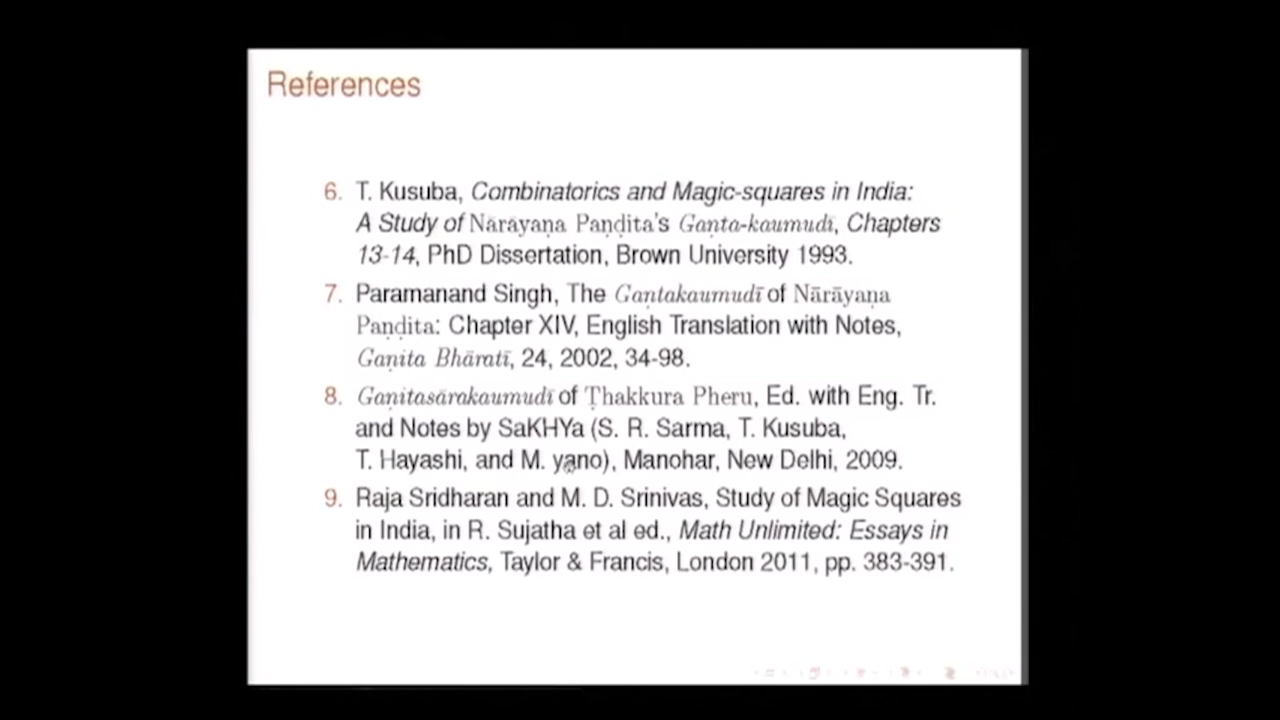 References
6. T. Kusuba, Combinatorics and Magic-squares in India:
A Study of Nārāyaṇa Paṇḍita's Gaṇta-kaumudī, Chapters
13-14, PhD Dissertation, Brown University 1993.
7. Paramanand Singh, The Gaṇtakaumudī of Nārāyaṇa
Paṇḍita: Chapter XIV, English Translation with Notes,
Gaṇita Bhāratī, 24, 2002, 34-98.
8. Gaṇitasārakaumudī of Ṭhakkura Pheru, Ed. with Eng. Tr.
and Notes by SaKHYa (S. R. Sarma, T. Kusuba,
T. Hayashi, and M. yano), Manohar, New Delhi, 2009.
9. Raja Sridharan and M. D. Srinivas, Study of Magic Squares
in India, in R. Sujatha et al ed., Math Unlimited: Essays in
Mathematics, Taylor & Francis, London 2011, pp. 383-391.